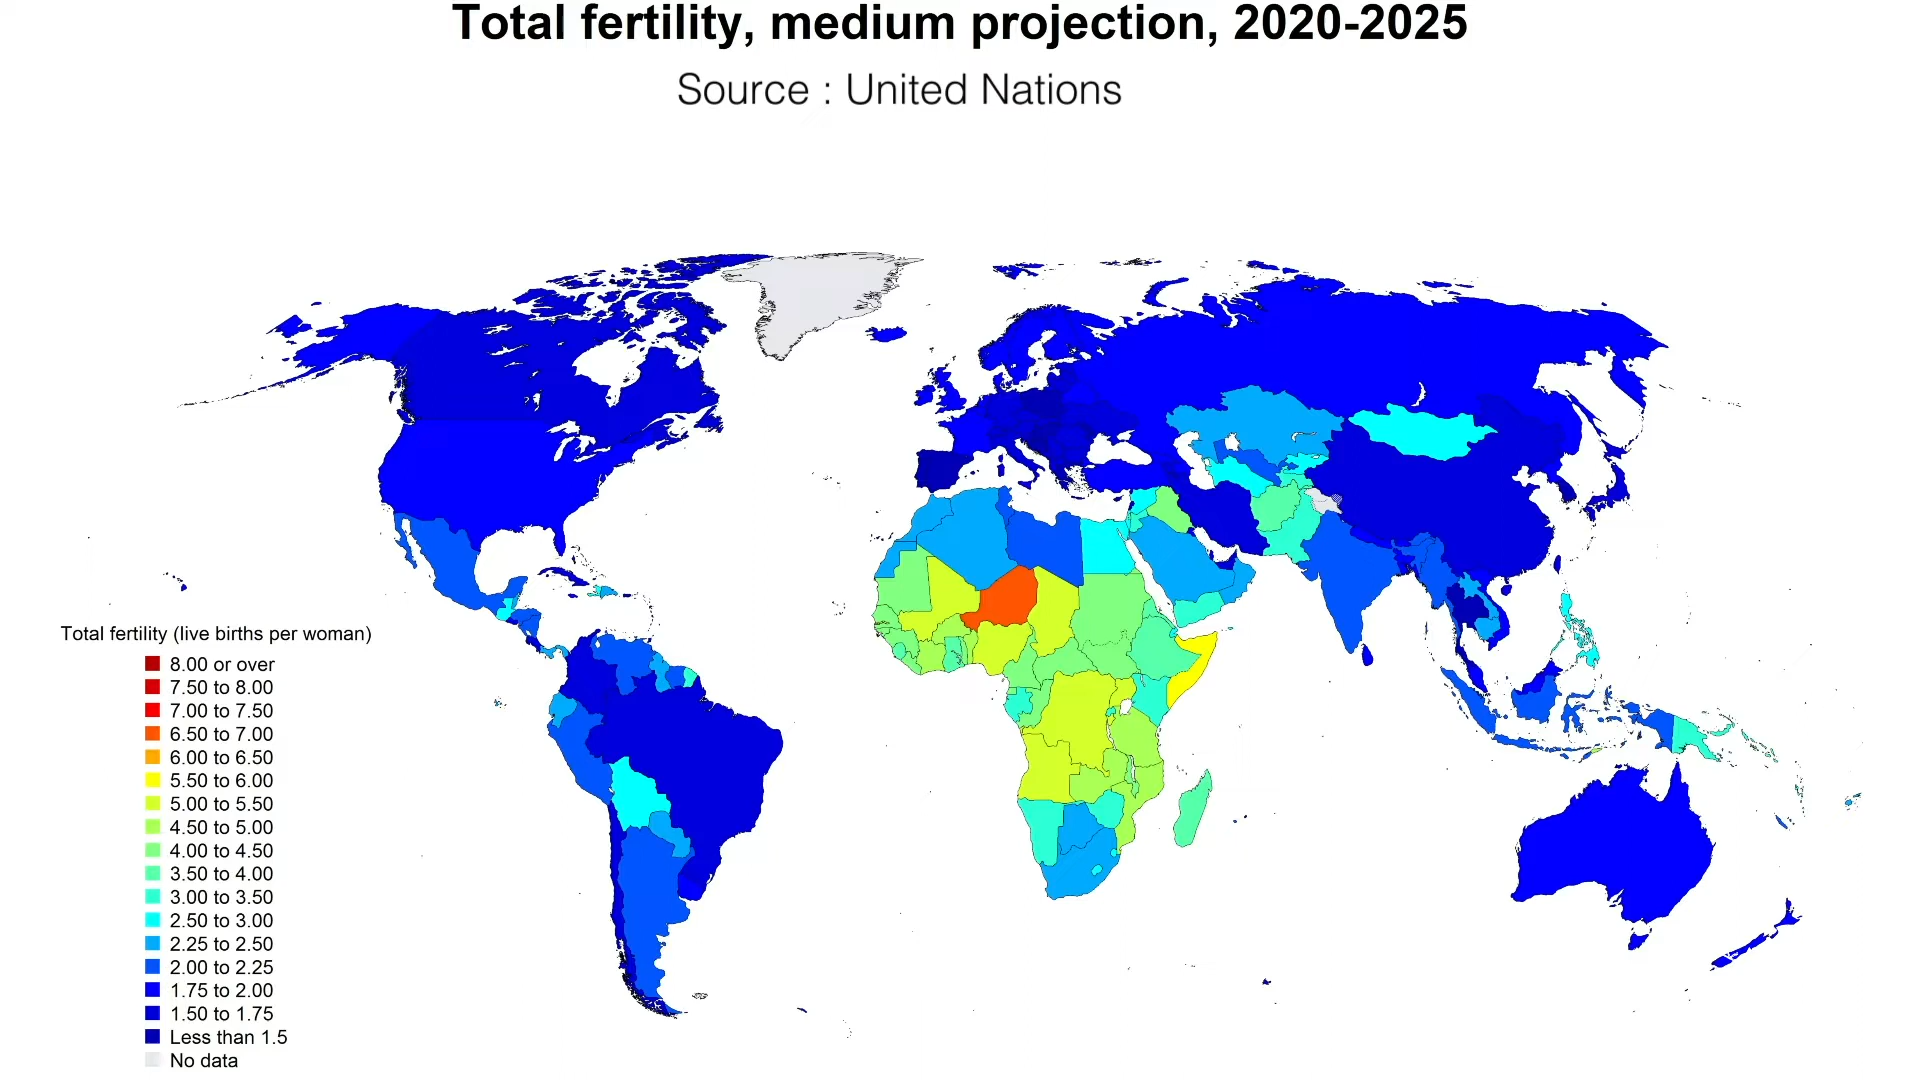 Total fertility, medium projection, 2020-2025
Source : United Nations
Total fertility (live births per woman)
8.00 or over
7.50 to 8.00
7.00 to 7.50
6.50 to 7.00
6.00 to 6.50
5.50 to 6.00
5.00 to 5.50
4.50 to 5.00
4.00 to 4.50
3.50 to 4.00
3.00 to 3.50
2.50 to 3.00
2.25 to 2.50
2.00 to 2.25
1.75 to 2.00
1.50 to 1.75
Less than 1.5
No data